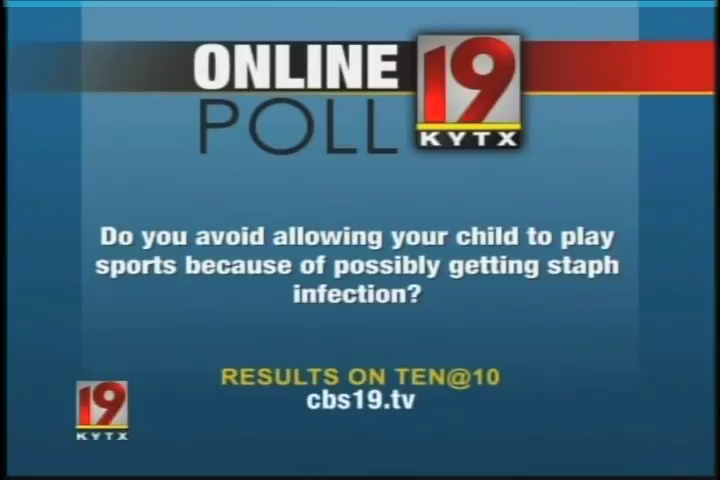 ONLINE
POLL
19
KYTX
Do you avoid allowing your child to play
sports because of possibly getting staph
infection?
RESULTS ON TEN@10
cbs19.tv
19
KYTX